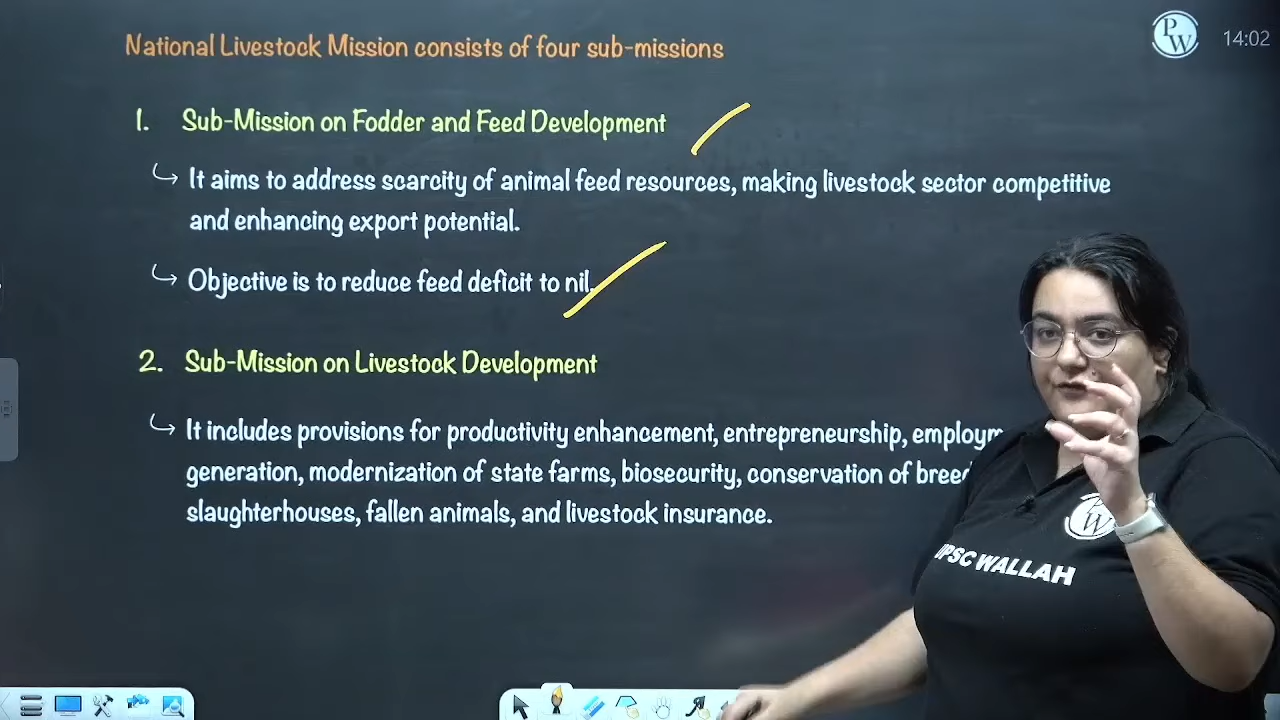 PW
14:02
National Livestock Mission consists of four sub-missions
1. Sub-Mission on Fodder and Feed Development
It aims to address scarcity of animal feed resources, making livestock sector competitive
and enhancing export potential.
Objective is to reduce feed deficit to nil.
2. Sub-Mission on Livestock Development
It includes provisions for productivity enhancement, entrepreneurship,
generation, modernization of state farms, biosecurity, conservation of
slaughterhouses, fallen animals, and livestock insurance.
W
WALLAH